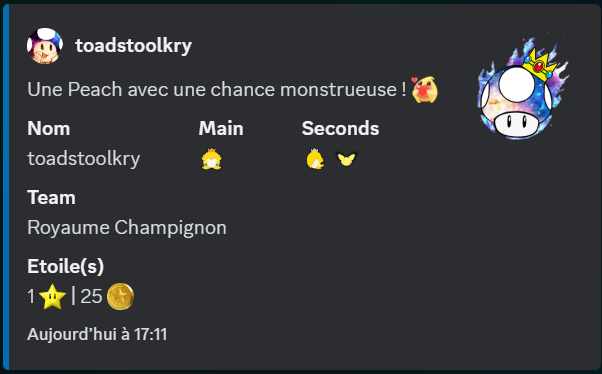 toadstoolkry
Une Peach avec une chance monstrueuse !
Nom Main Seconds
toadstoolkry
Team
Royaume Champignon
Etoile(s)
1 | 25
Aujourd’hui à 17:11